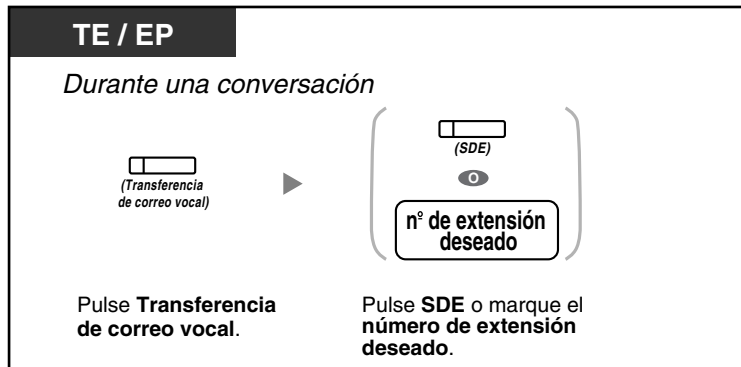 TE / EP
Durante una conversación
(Transferencia
de correo vocal)
(SDE)
O
nº de extensión
deseado
Pulse Transferencia
de correo vocal.
Pulse SDE o marque el
número de extensión
deseado.